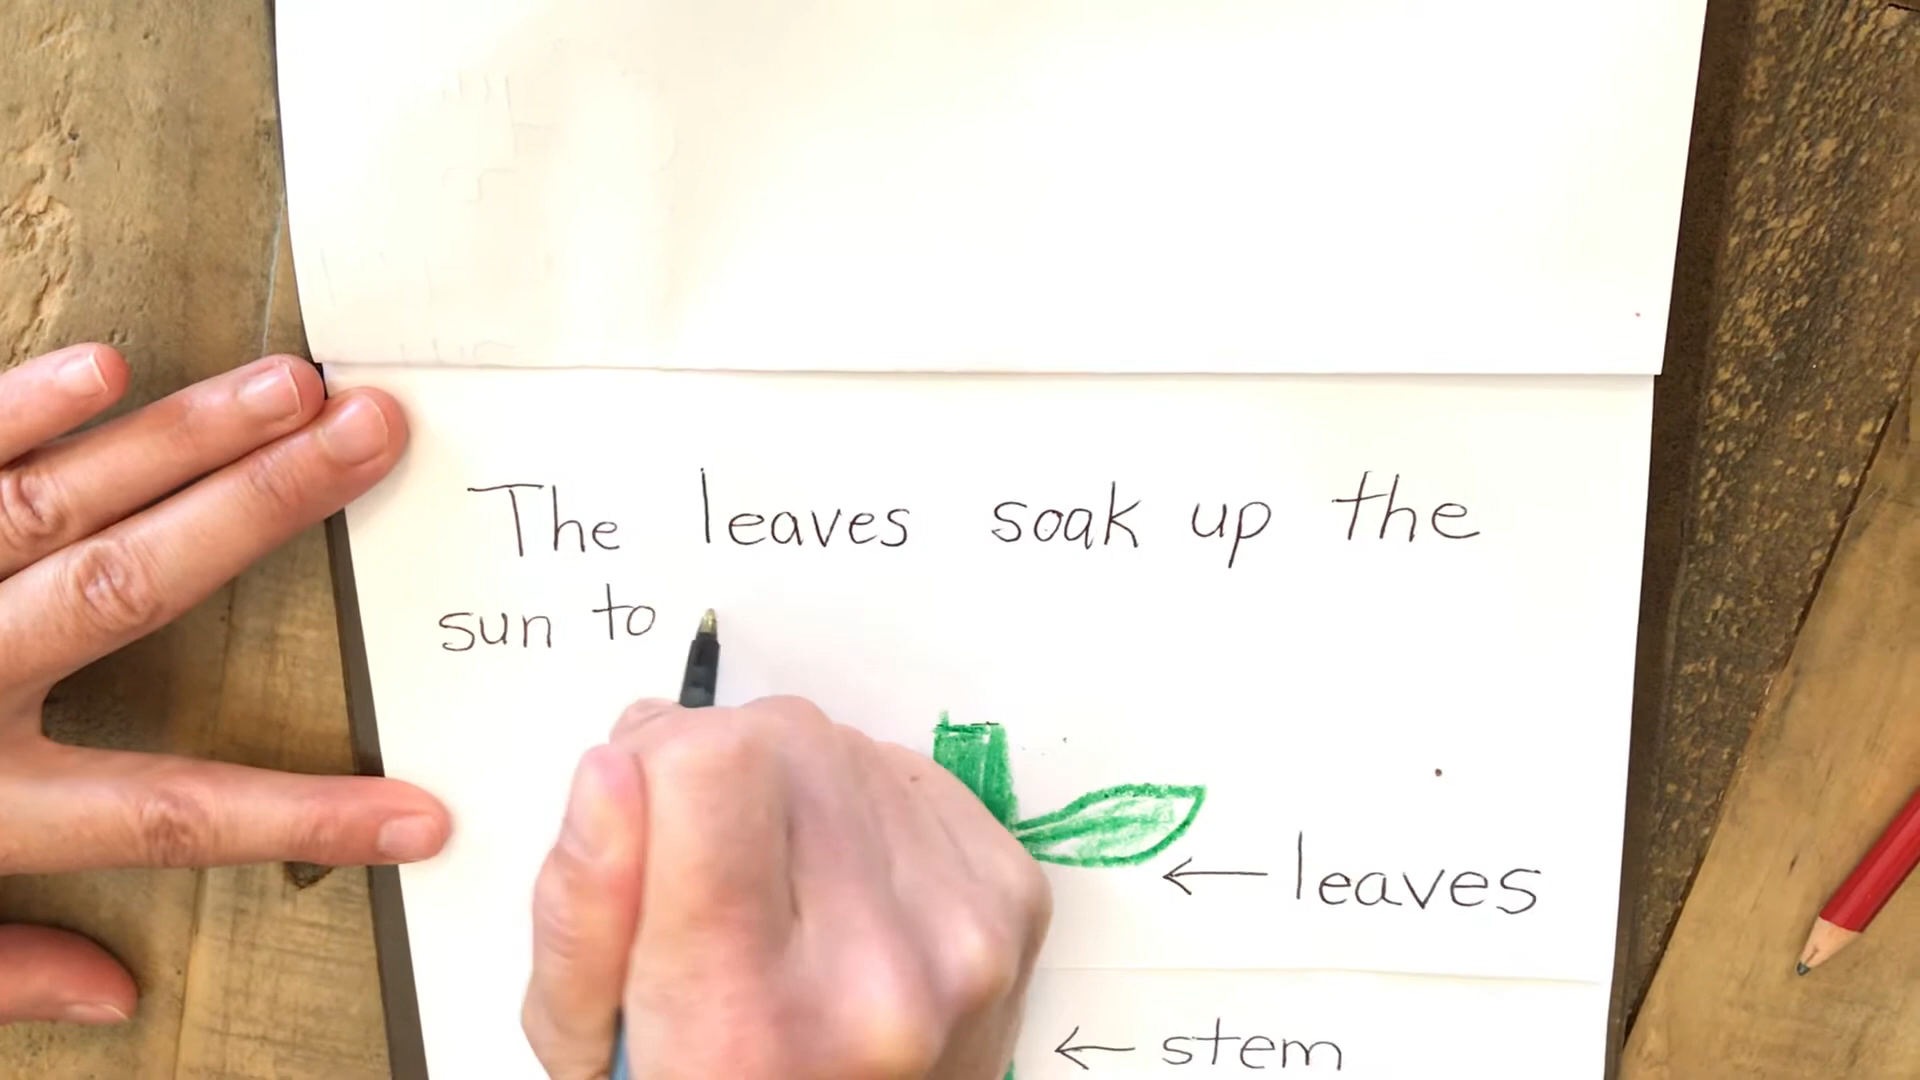 The leaves soak up the
sun to
← leaves
← stem